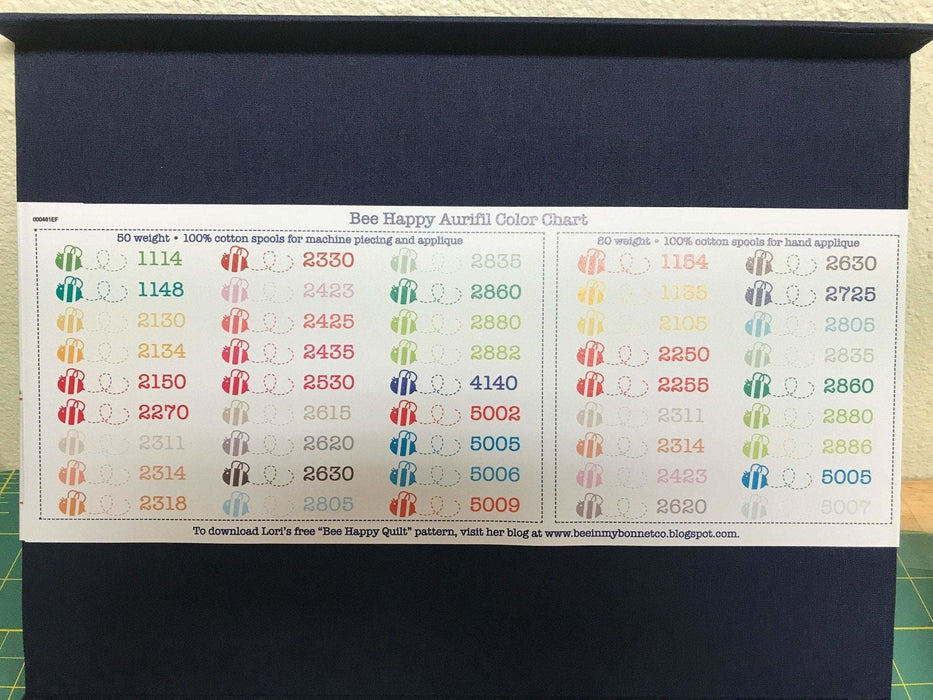 000481EF
Bee Happy Aurifil Color Chart
50 weight • 100% cotton spools for machine piecing and applique
1114 2330 2835
1148 2423 2860
2130 2425 2880
2134 2435 2882
2150 2530 4140
2270 2615 5002
2311 2620 5005
2314 2630 5006
2318 2805 5009
80 weight • 100% cotton spools for hand applique
1154 2630
1135 2725
2105 2805
2250 2835
2255 2860
2311 2880
2314 2886
2423 5005
2620 5007
To download Lori's free "Bee Happy Quilt" pattern, visit her blog at www.beeinmybonnetco.blogspot.com.